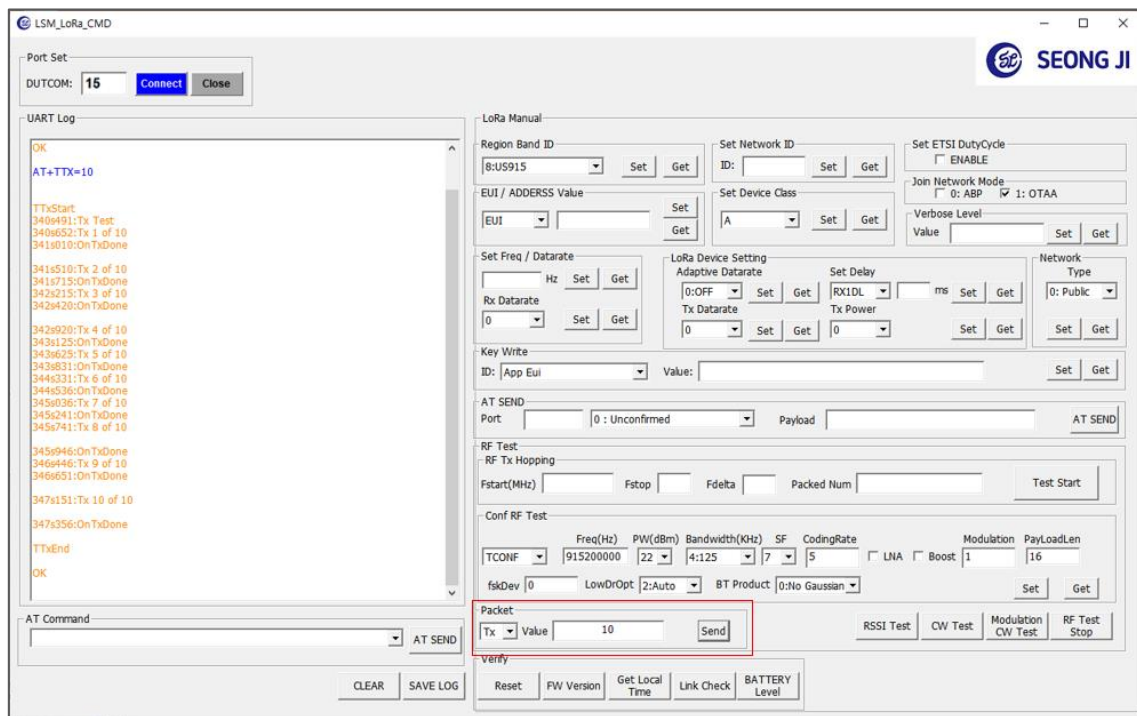 LSM_LoRa_CMD
SEONG JI
Port Set
DUTCOM: 15 Connect Close
UART Log
OK
AT+TTX=10
TTxStart
340s491:Tx Test
340s652:Tx 1 of 10
341s010:OnTxDone
341s510:Tx 2 of 10
341s715:OnTxDone
342s215:Tx 3 of 10
342s420:OnTxDone
342s920:Tx 4 of 10
343s125:OnTxDone
343s625:Tx 5 of 10
343s831:OnTxDone
344s331:Tx 6 of 10
344s536:OnTxDone
345s036:Tx 7 of 10
345s241:OnTxDone
345s741:Tx 8 of 10
345s946:OnTxDone
346s446:Tx 9 of 10
346s651:OnTxDone
347s151:Tx 10 of 10
347s356:OnTxDone
TTxEnd
OK
AT Command
AT SEND
CLEAR SAVE LOG
LoRa Manual
Region Band ID
8:US915 Set Get
Set Network ID
ID: Set Get
Set ETSI DutyCycle
ENABLE
EUI / ADDERSS Value
EUI Set
Get
Set Device Class
A Set Get
Join Network Mode
0: ABP 1: OTAA
Verbose Level
Value Set Get
Set Freq / Datarate
Hz Set Get
Rx Datarate
0 Set Get
LoRa Device Setting
Adaptive Datarate Set Delay
0:OFF Set Get RX1DL ms Set Get
Tx Datarate Tx Power
0 Set Get 0 Set Get
Network
Type
0: Public
Set Get
Key Write
ID: App Eui Value: Set Get
AT SEND
Port 0 : Unconfirmed Payload AT SEND
RF Test
RF Tx Hopping
Fstart(MHz) Fstop Fdelta Packed Num Test Start
Conf RF Test
Freq(Hz) PW(dBm) Bandwidth(KHz) SF CodingRate Modulation PayLoadLen
TCONF 915200000 22 4:125 7 5 LNA Boost 1 16
fskDev 0 LowDrOpt 2:Auto BT Product 0:No Gaussian Set Get
Packet
Tx Value 10 Send
RSSI Test CW Test Modulation CW Test RF Test Stop
Verify
Reset FW Version Get Local Time Link Check BATTERY Level